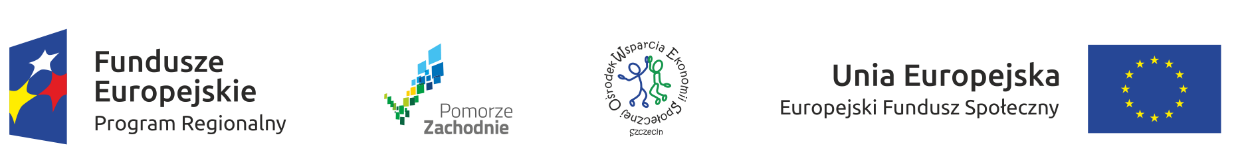 Fundusze
Europejskie
Program Regionalny
Pomorze
Zachodnie
Ośrodek Wsparcia Ekonomii Społecznej
Szczecin
Unia Europejska
Europejski Fundusz Społeczny